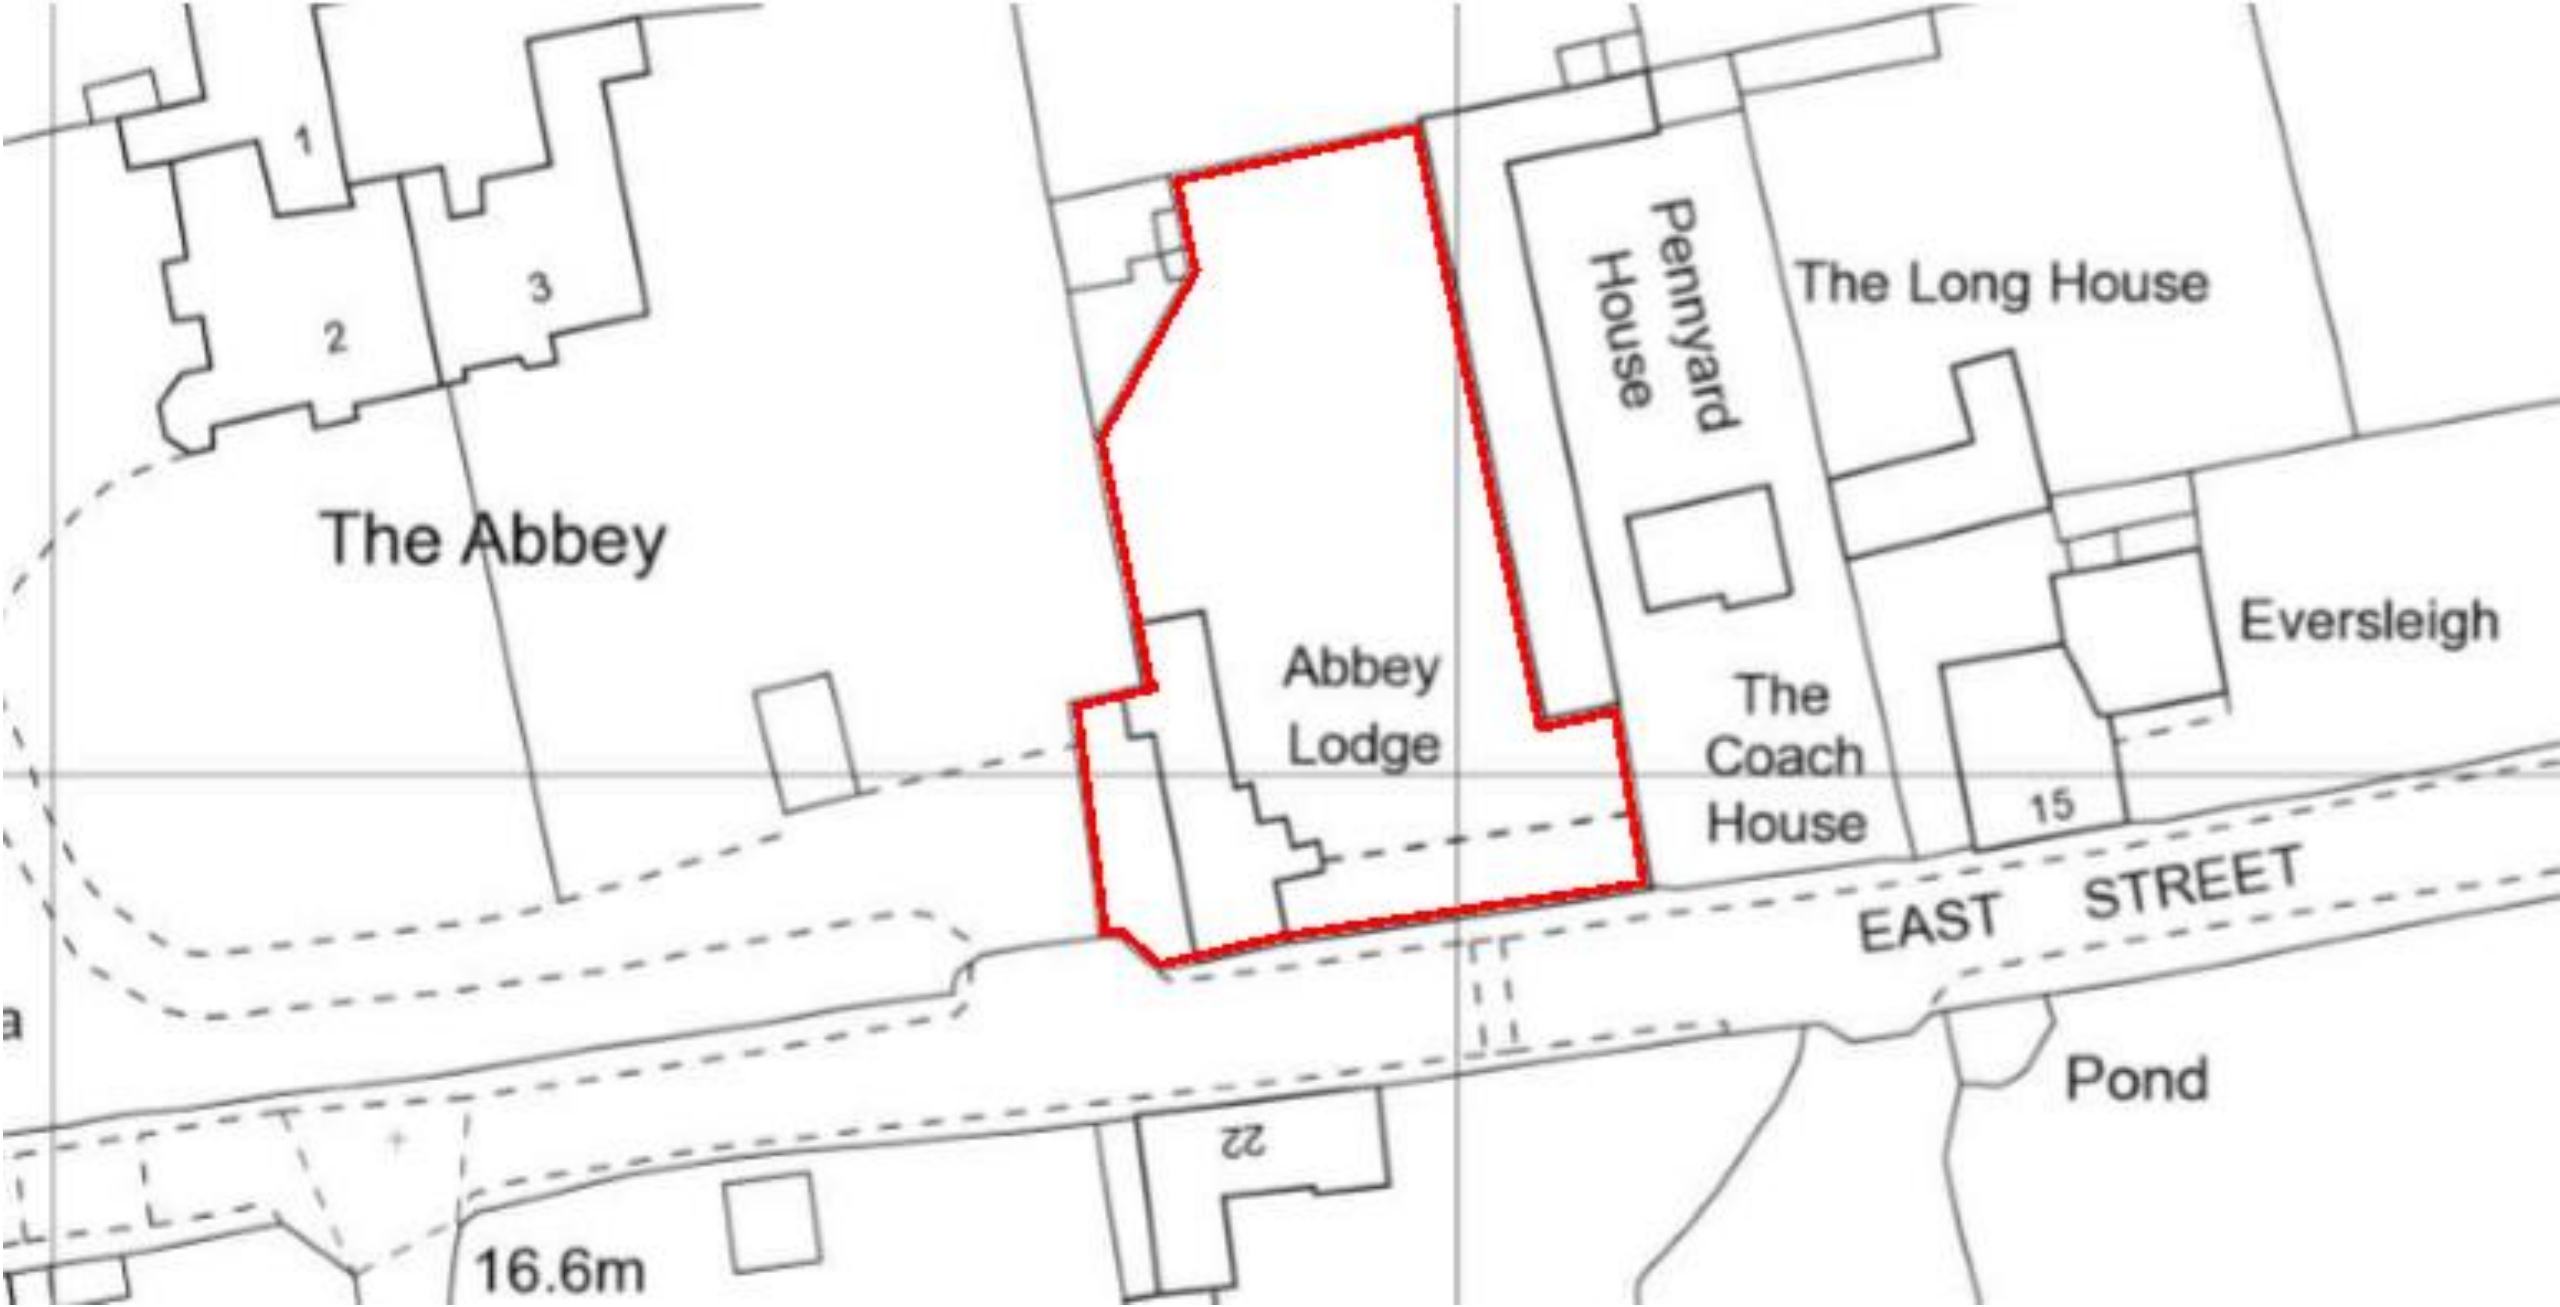 1
2
3
The Abbey
Pennyard
House
The Long House
Eversleigh
Abbey
Lodge
The
Coach
House
15
EAST STREET
Pond
22
16.6m
a